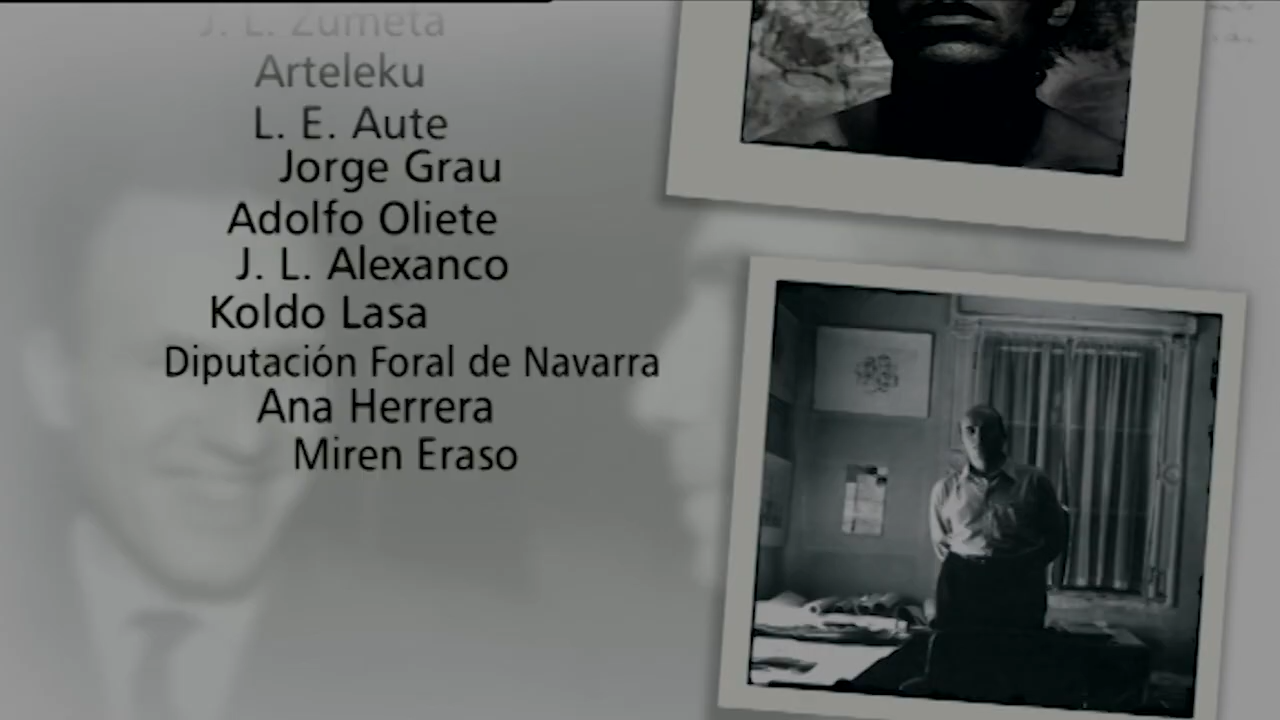 J. L. Zumeta
Arteleku
L. E. Aute
Jorge Grau
Adolfo Oliete
J. L. Alexanco
Koldo Lasa
Diputación Foral de Navarra
Ana Herrera
Miren Eraso